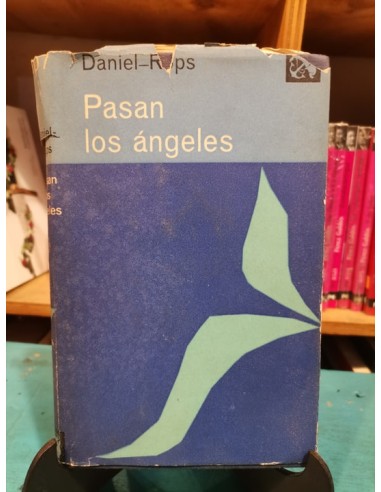 Daniel-Rops
Pasan
los ángeles